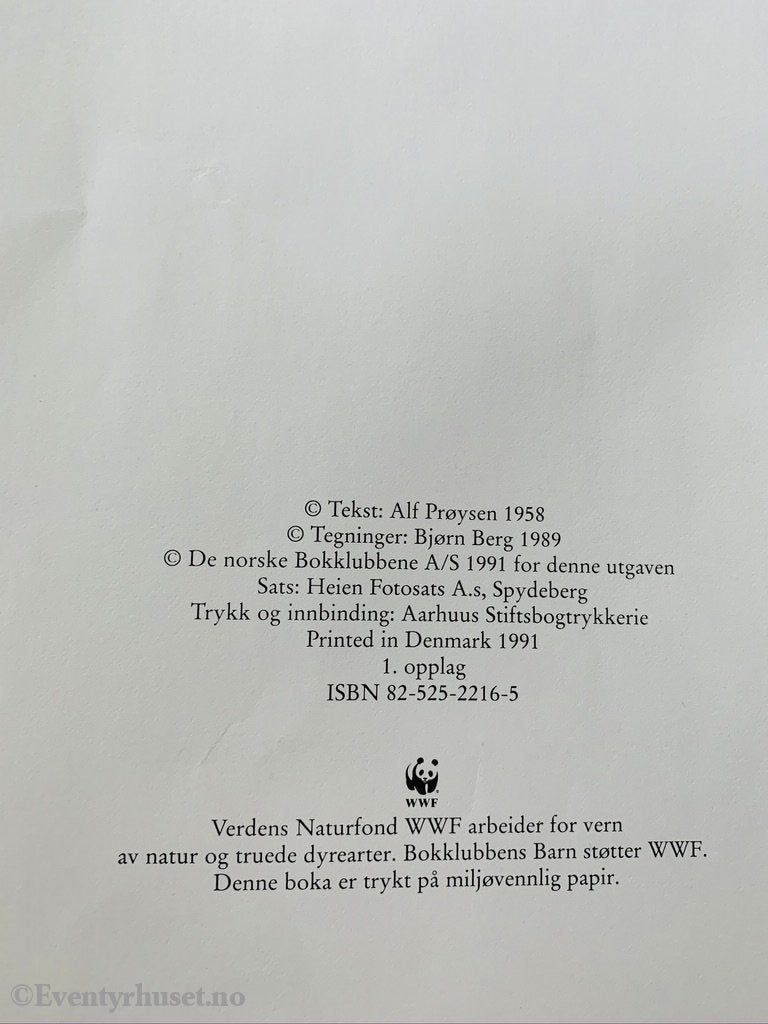 © Tekst: Alf Prøysen 1958
© Tegninger: Bjørn Berg 1989
© De norske Bokklubbene A/S 1991 for denne utgaven
Sats: Heien Fotosats A.s, Spydeberg
Trykk og innbinding: Aarhuus Stiftsbogtrykkerie
Printed in Denmark 1991
1. opplag
ISBN 82-525-2216-5
WWF
Verdens Naturfond WWF arbeider for vern
av natur og truede dyrearter. Bokklubbens Barn støtter WWF.
Denne boka er trykt på miljøvennlig papir.
©Eventyrhuset.no